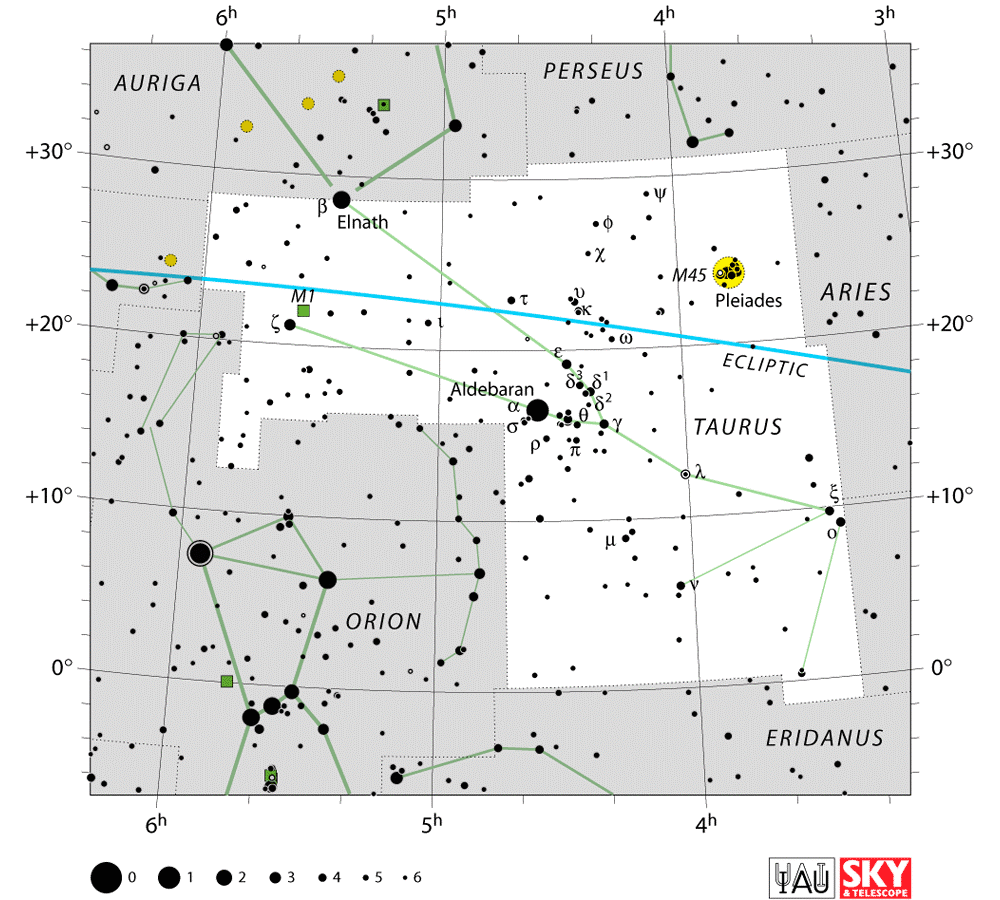 6h 5h 4h 3h
AURIGA
PERSEUS
+30° +30°
ψ
β
Elnath
φ
χ
M45
Pleiades
ARIES
M1
τ
υ
κ
+20° +20°
ζ
ι
ω
ε
ECLIPTIC
δ3 δ1
Aldebaran
δ2
α
θ
σ
γ
TAURUS
ρ
π
λ
+10° +10°
ξ
ο
μ
ν
ORION
0° 0°
ERIDANUS
6h 5h 4h
0 1 2 3 4 5 6
IAU
SKY
& TELESCOPE